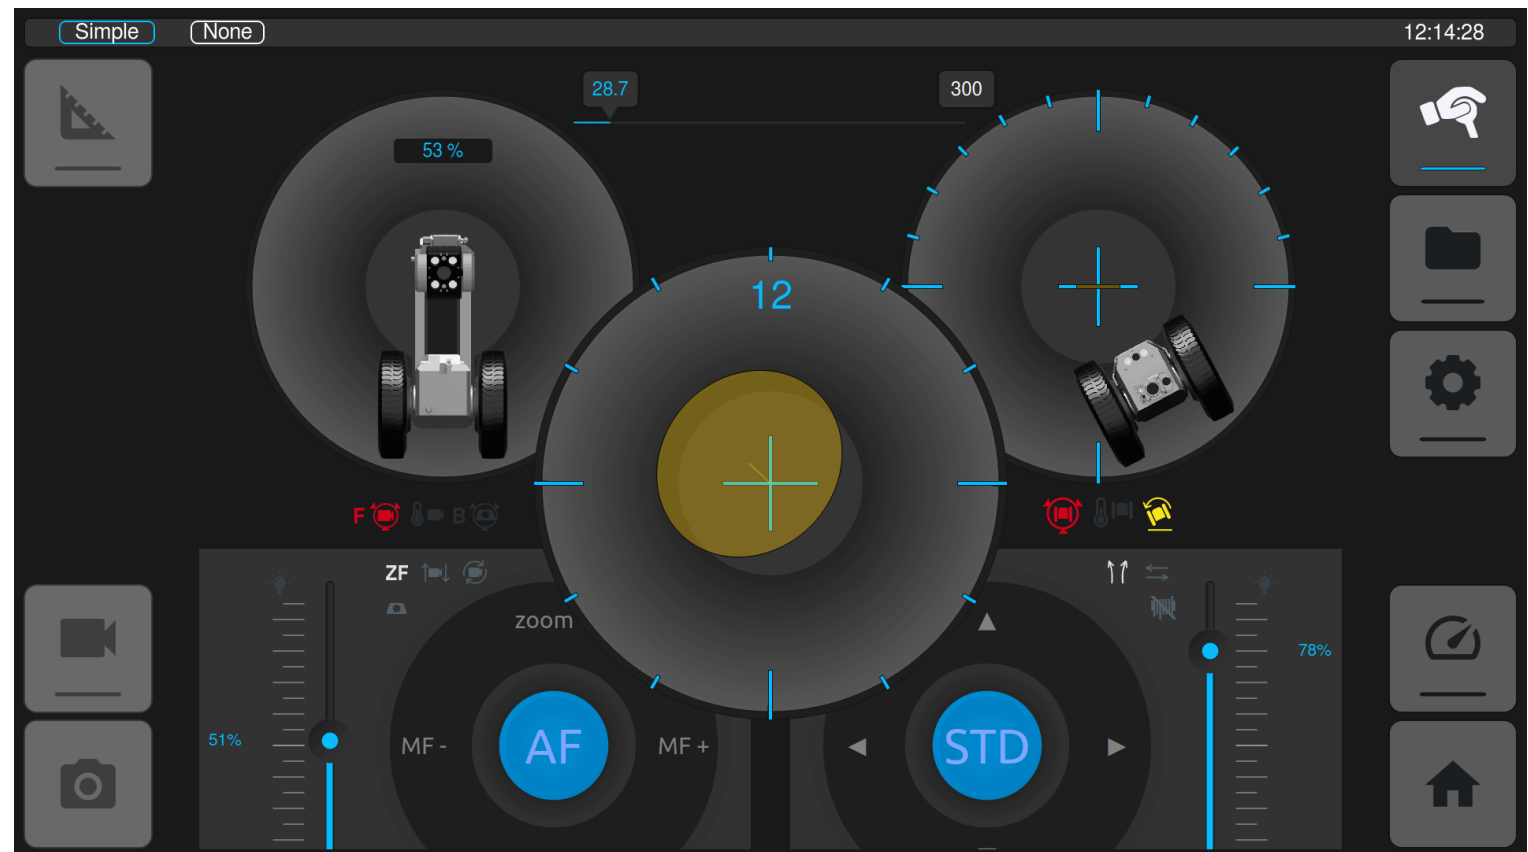 Simple None 12:14:28
28.7 300
53 %
12
F B
ZF
zoom
78%
51%
MF - AF MF + STD